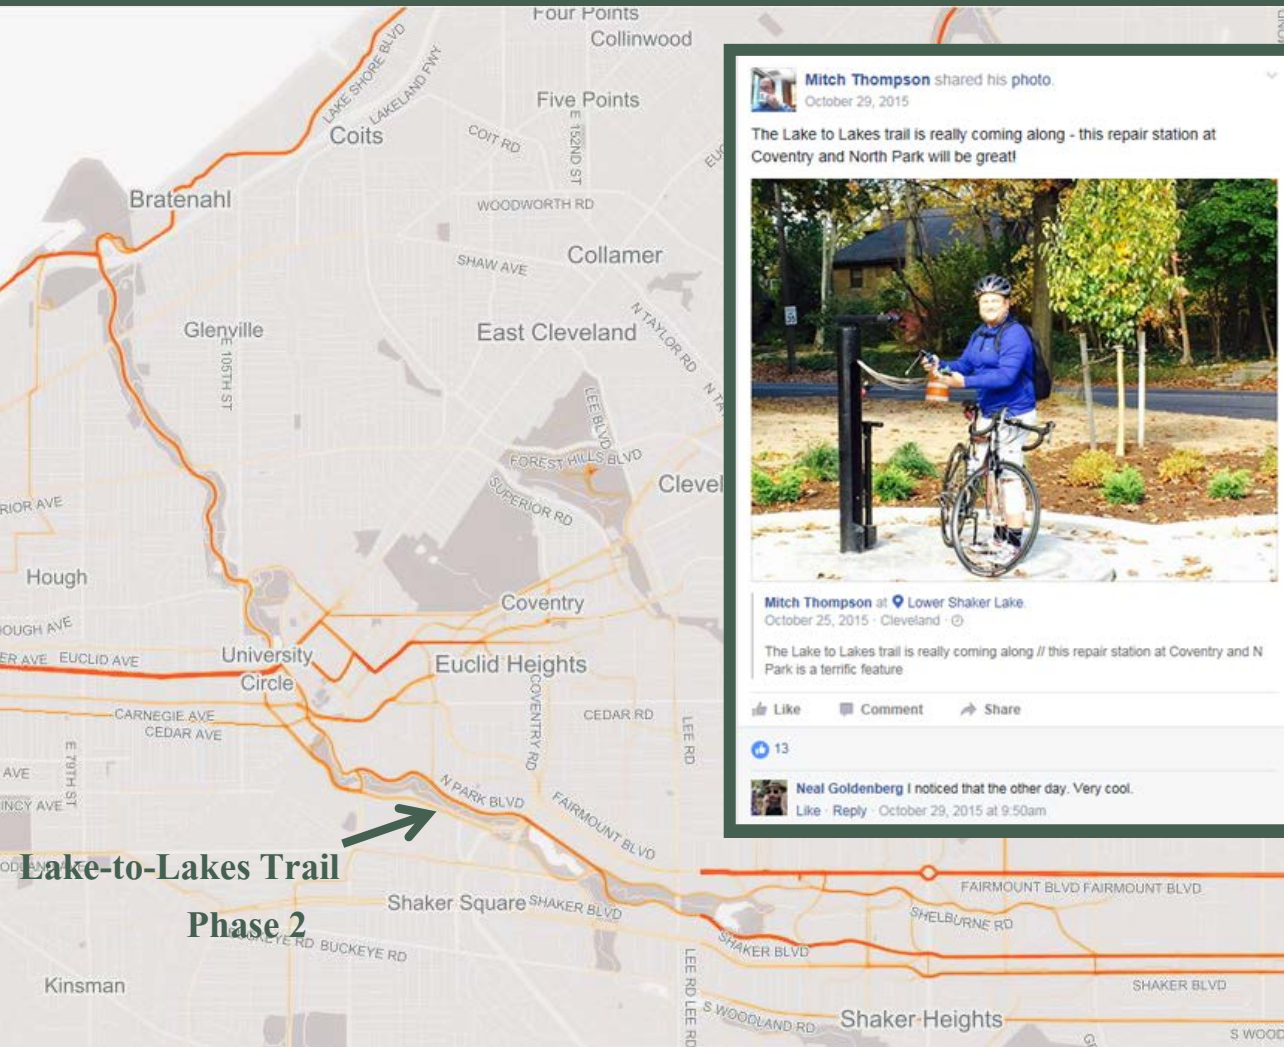 Four Points
Collinwood
LAKE SHORE BLVD
LAKELAND FWY
Five Points
E 152ND ST
Coits
COIT RD
Bratenahl
WOODWORTH RD
SHAW AVE
Collamer
N TAYLOR RD
Glenville
E 105TH ST
East Cleveland
LEE BLVD
FOREST HILLS BLVD
SUPERIOR RD
Clevel
RIOR AVE
Hough
OUGH AVE
Coventry
ER AVE EUCLID AVE
University
Circle
Euclid Heights
COVENTRY RD
CARNEGIE AVE
CEDAR AVE
CEDAR RD
LEE RD
E 79TH ST
AVE
INCY AVE
N PARK BLVD
FAIRMOUNT BLVD
Lake-to-Lakes Trail
Phase 2
Shaker Square
SHAKER BLVD
BUCKEYE RD
Kinsman
FAIRMOUNT BLVD FAIRMOUNT BLVD
SHELBURNE RD
SHAKER BLVD
LEE RD LEE RD
SHAKER BLVD
S WOODLAND RD
Shaker Heights
S WOOD
Mitch Thompson shared his photo.
October 29, 2015
The Lake to Lakes trail is really coming along - this repair station at
Coventry and North Park will be great!
Mitch Thompson at Lower Shaker Lake.
October 25, 2015 · Cleveland ·
The Lake to Lakes trail is really coming along // this repair station at Coventry and N
Park is a terrific feature
Like Comment Share
13
Neal Goldenberg I noticed that the other day. Very cool.
Like · Reply · October 29, 2015 at 9:50am